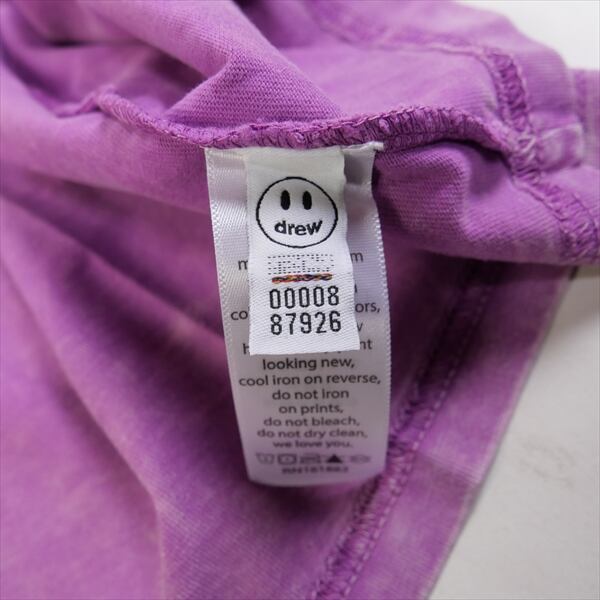 drew
00008
87926
looking new,
cool iron on reverse,
do not iron
on prints,
do not bleach,
do not dry clean,
we love you.